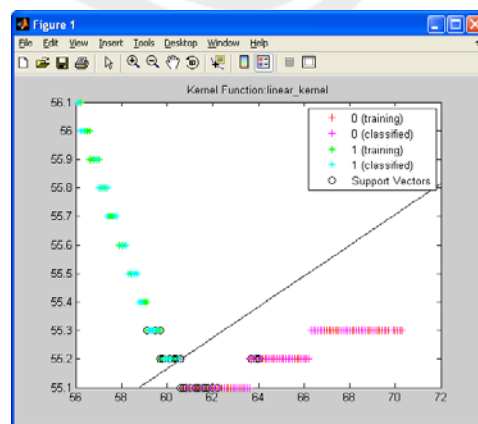 Figure 1
File Edit View Insert Tools Desktop Window Help
Kernel Function:linear_kernel
0 (training)
0 (classified)
1 (training)
1 (classified)
Support Vectors
56.1
56
55.9
55.8
55.7
55.6
55.5
55.4
55.3
55.2
55.1
56 58 60 62 64 66 68 70 72